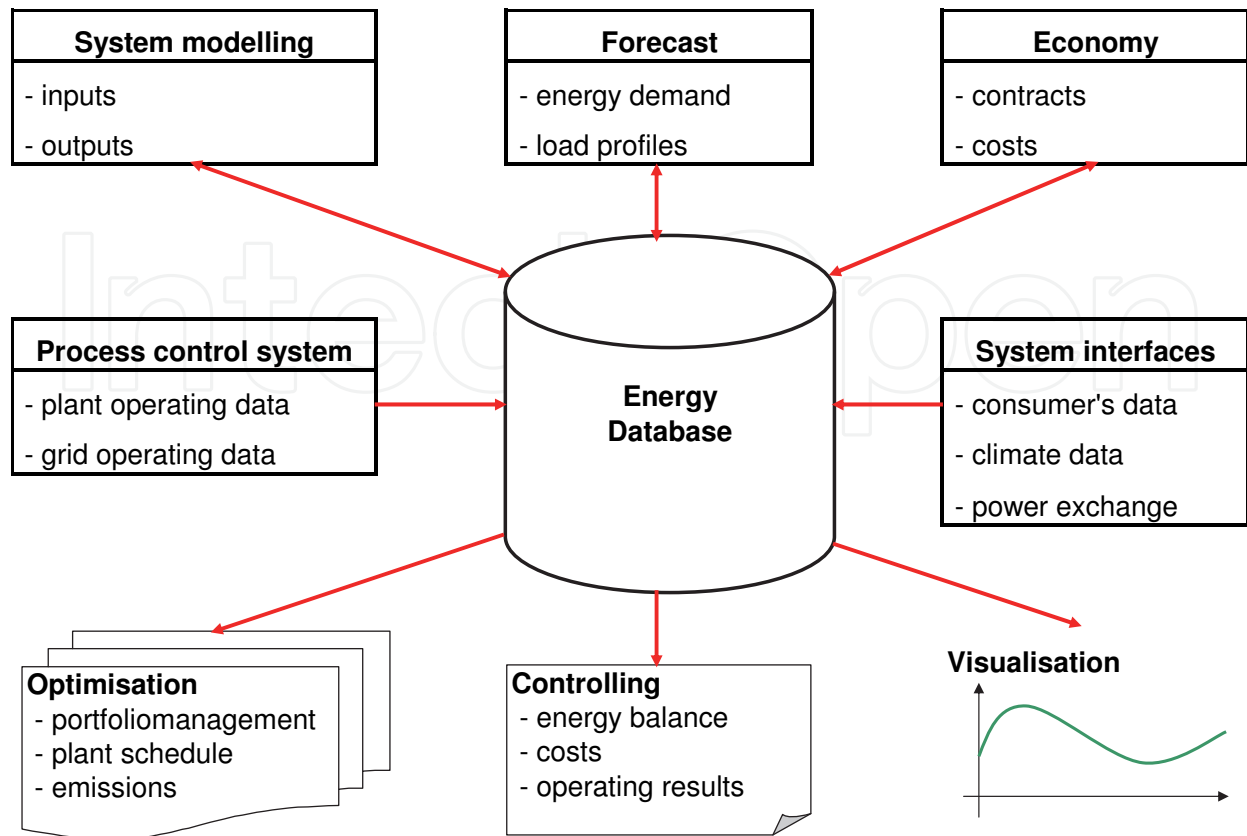 System modelling
- inputs
- outputs
Forecast
- energy demand
- load profiles
Economy
- contracts
- costs
IntechOpen
Process control system
- plant operating data
- grid operating data
Energy
Database
System interfaces
- consumer's data
- climate data
- power exchange
Optimisation
- portfoliomanagement
- plant schedule
- emissions
Controlling
- energy balance
- costs
- operating results
Visualisation